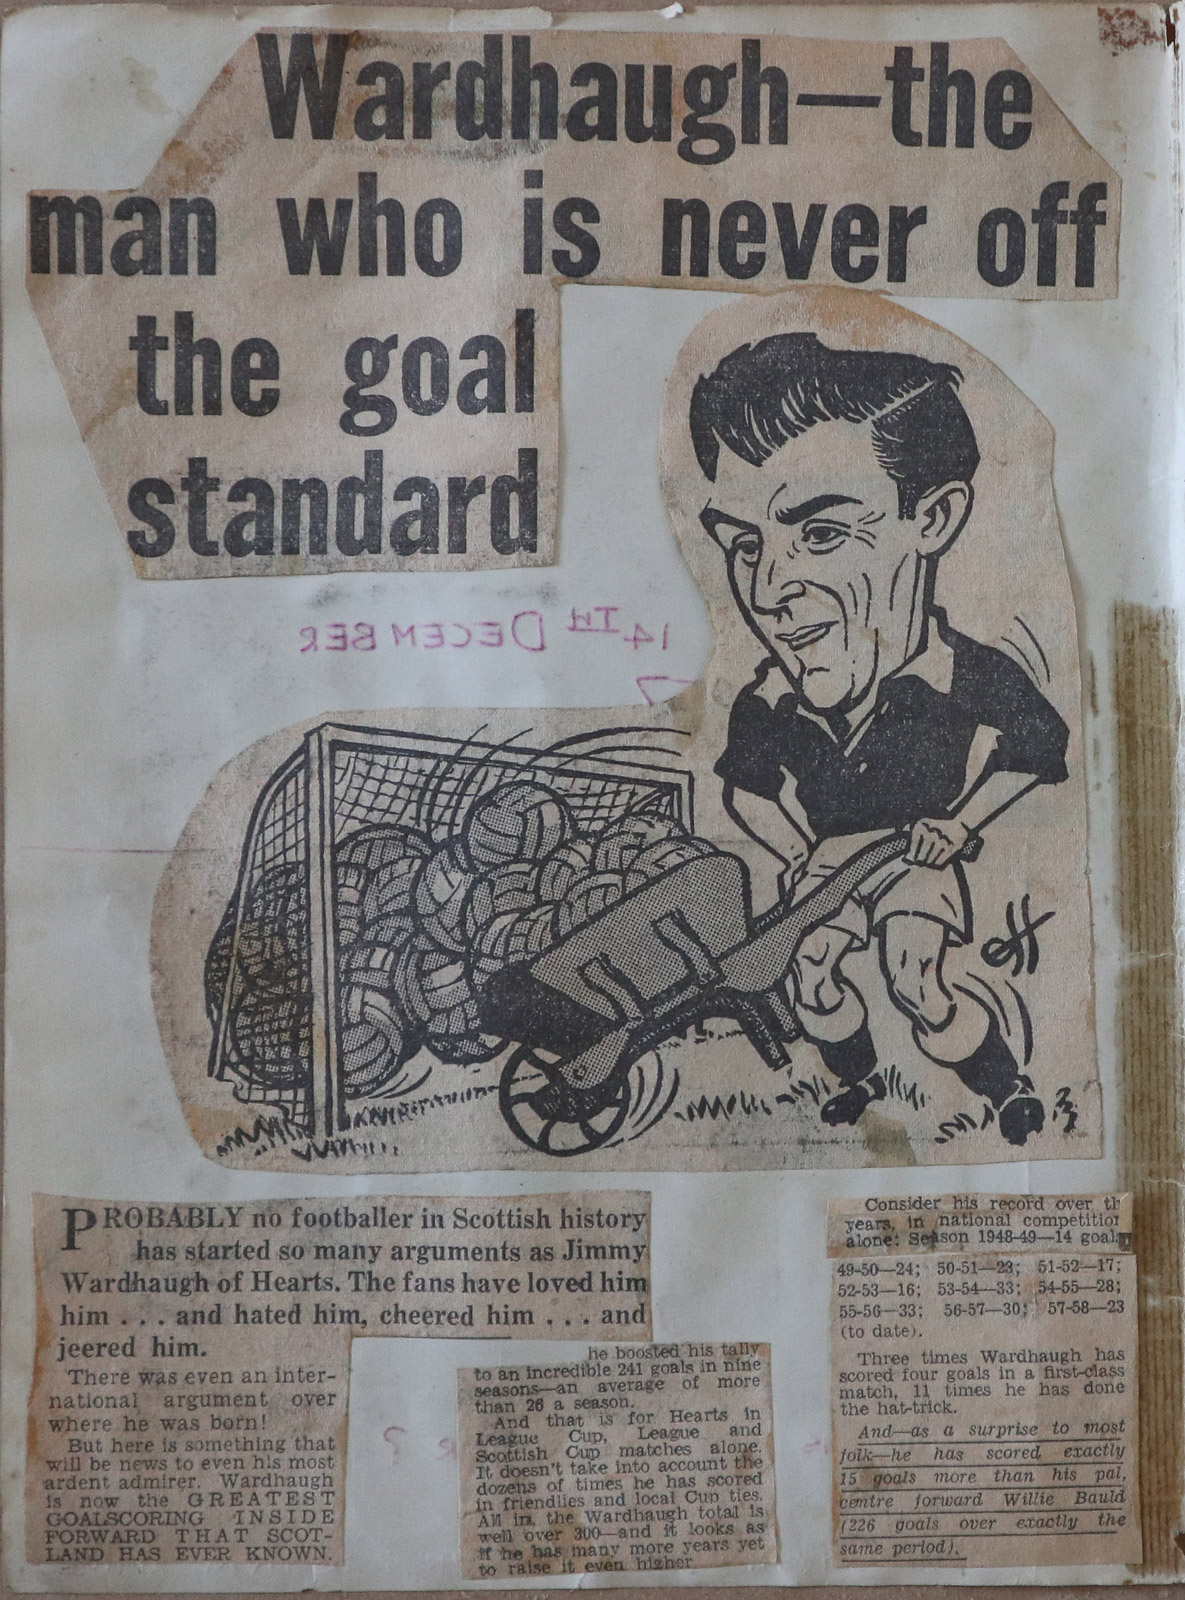 Wardhaugh—the
man who is never off
the goal
standard
14TH DECEMBER
PROBABLY no footballer in Scottish history
has started so many arguments as Jimmy
Wardhaugh of Hearts. The fans have loved him
him . . . and hated him, cheered him . . . and
jeered him.
There was even an inter-
national argument over
where he was born!
But here is something that
will be news to even his most
ardent admirer. Wardhaugh
is now the GREATEST
GOALSCORING INSIDE
FORWARD THAT SCOT-
LAND HAS EVER KNOWN.
he boosted his tally
to an incredible 241 goals in nine
seasons—an average of more
than 26 a season.
And that is for Hearts in
League Cup, League and
Scottish Cup matches alone.
It doesn't take into account the
dozens of times he has scored
in friendlies and local Cup ties.
All in, the Wardhaugh total is
well over 300—and it looks as
if he has many more years yet
to raise it even higher
Consider his record over th
years, in national competition
alone: Season 1948-49—14 goals
49-50—24; 50-51—23; 51-52—17;
52-53—16; 53-54—33; 54-55—28;
55-56—33; 56-57—30; 57-58—23
(to date).
Three times Wardhaugh has
scored four goals in a first-class
match, 11 times he has done
the hat-trick.
And—as a surprise to most
folk—he has scored exactly
15 goals more than his pal,
centre forward Willie Bauld
(226 goals over exactly the
same period).